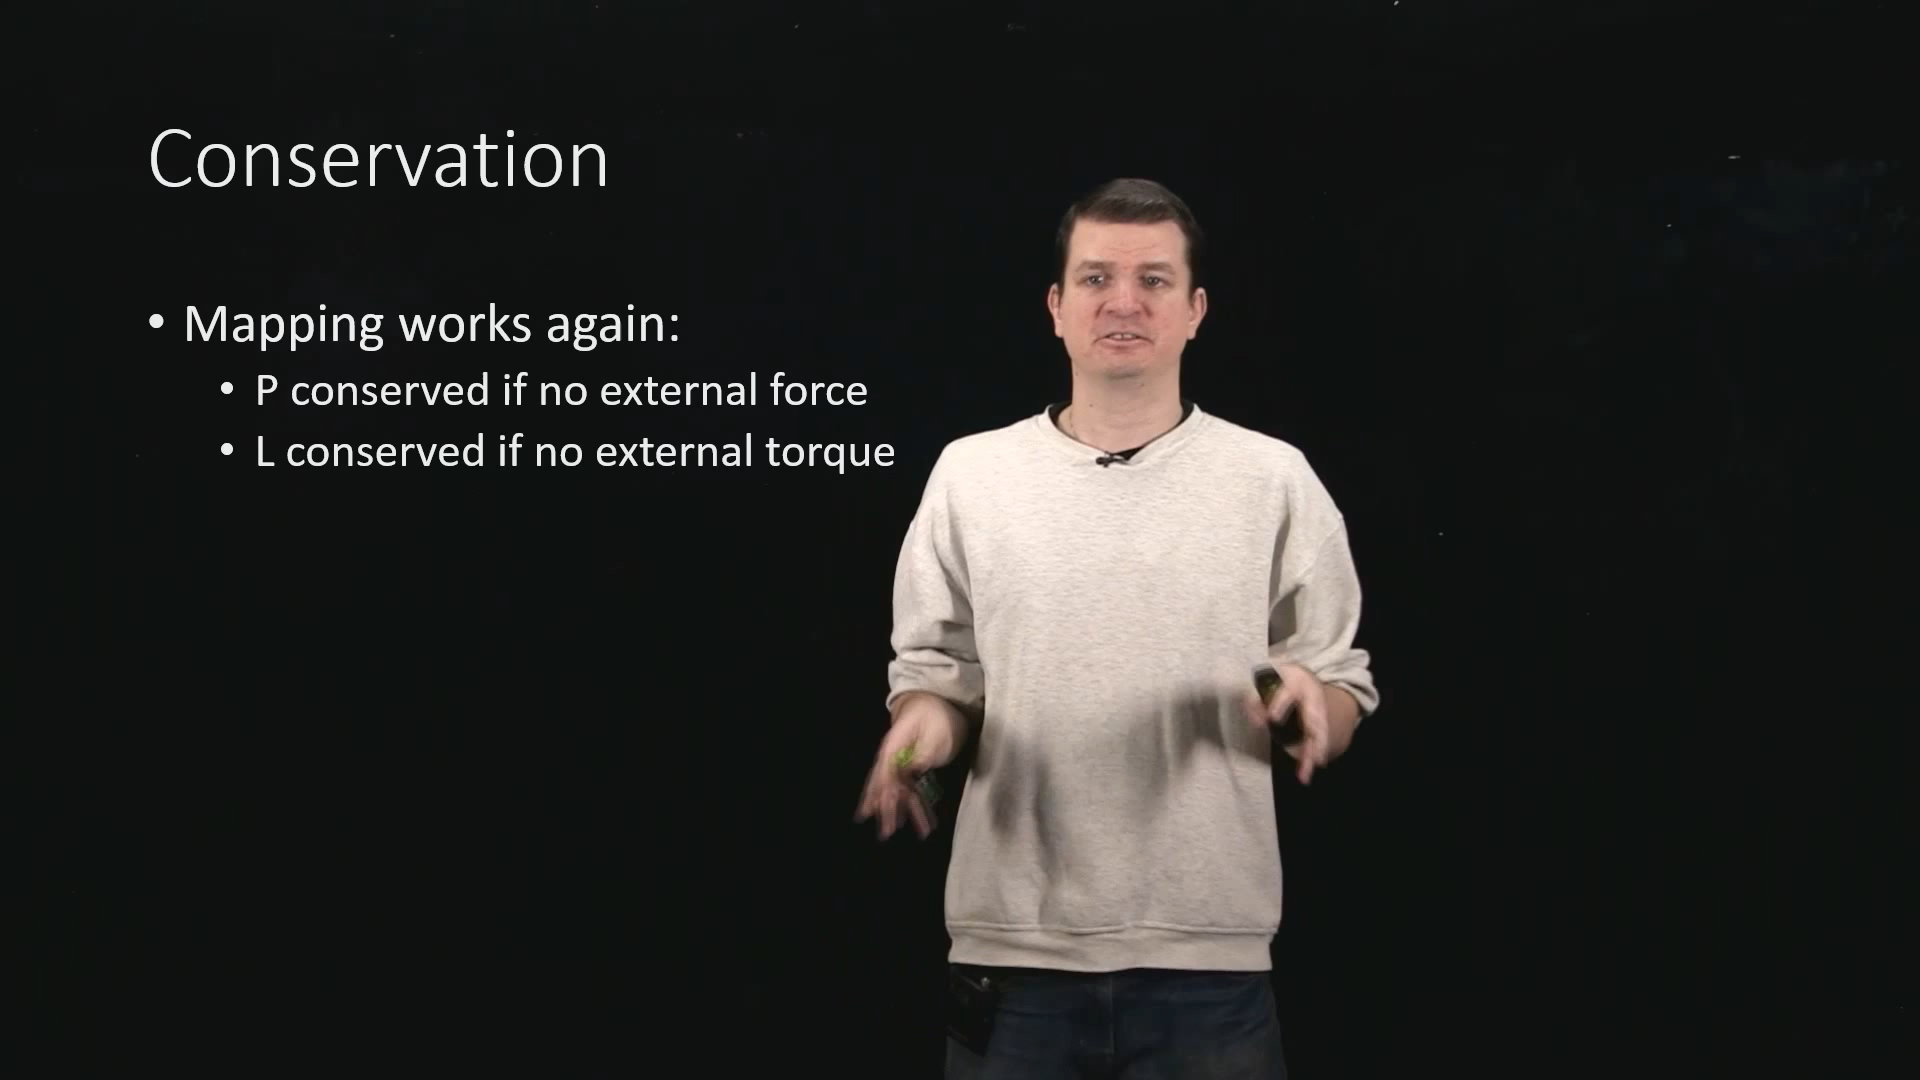 Conservation
• Mapping works again:
• P conserved if no external force
• L conserved if no external torque